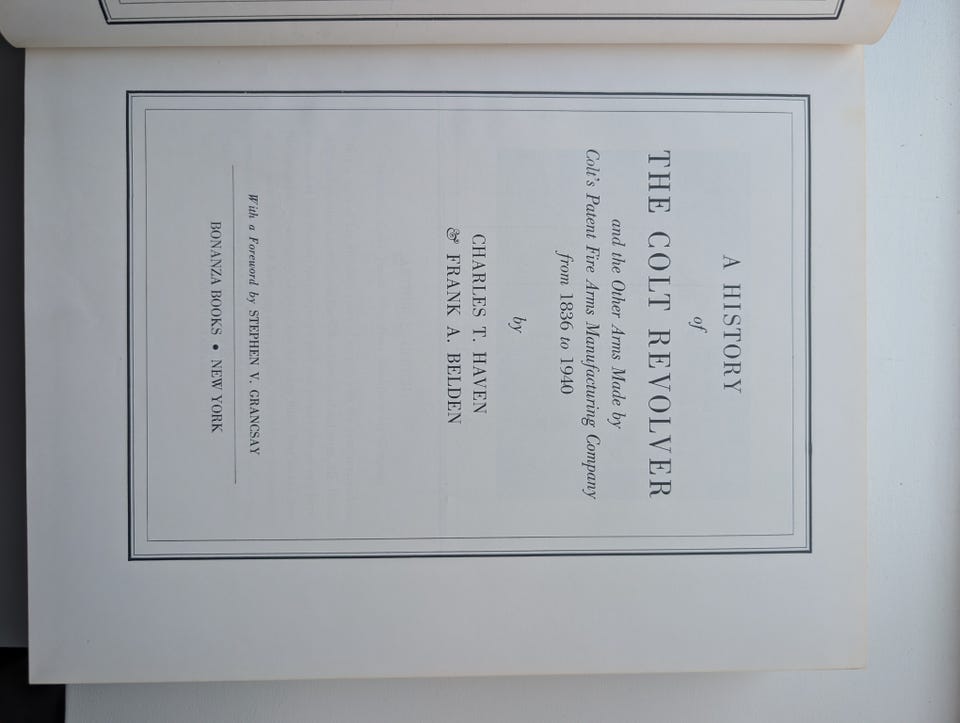 A HISTORY
of
THE COLT REVOLVER
and the Other Arms Made by
Colt's Patent Fire Arms Manufacturing Company
from 1836 to 1940
by
CHARLES T. HAVEN
& FRANK A. BELDEN
With a Foreword by STEPHEN V. GRANCSAY
BONANZA BOOKS • NEW YORK